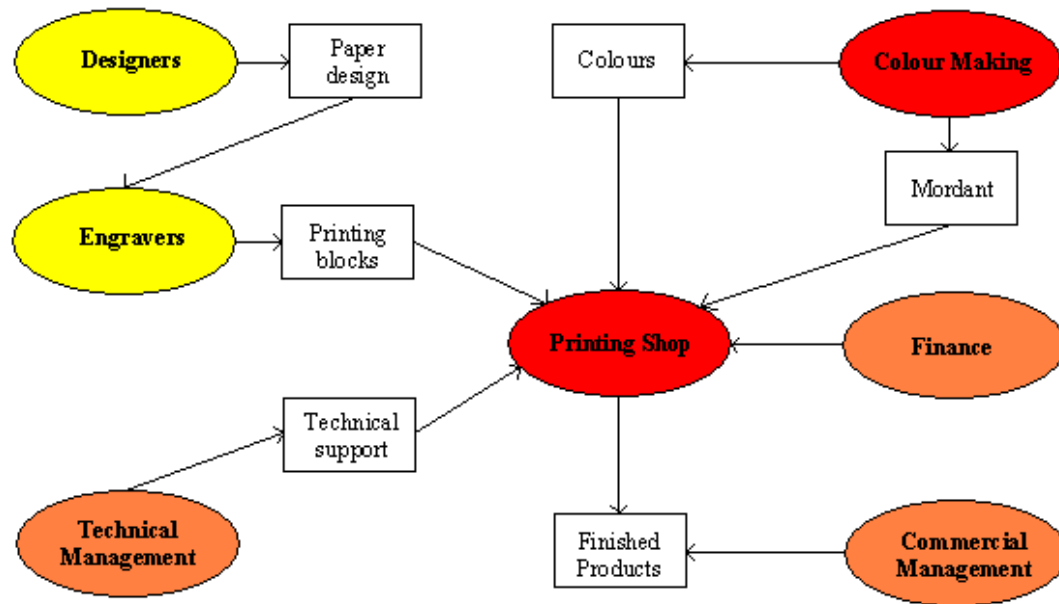 Designers
Paper
design
Colours
Colour Making
Mordant
Engravers
Printing
blocks
Printing Shop
Finance
Technical
support
Technical
Management
Finished
Products
Commercial
Management